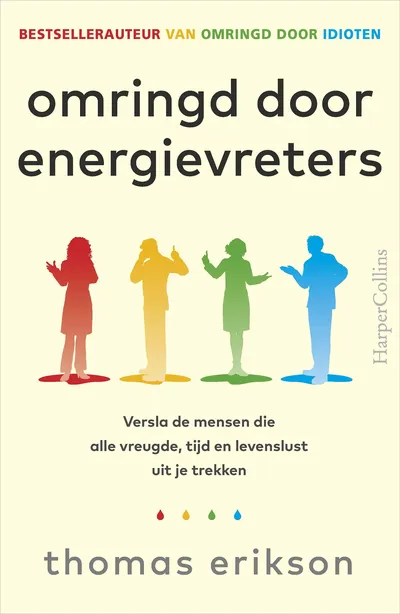 BESTSELLERAUTEUR VAN OMRINGD DOOR IDIOTEN
omringd door
energievreters
HarperCollins
Versla de mensen die
alle vreugde, tijd en levenslust
uit je trekken
thomas erikson